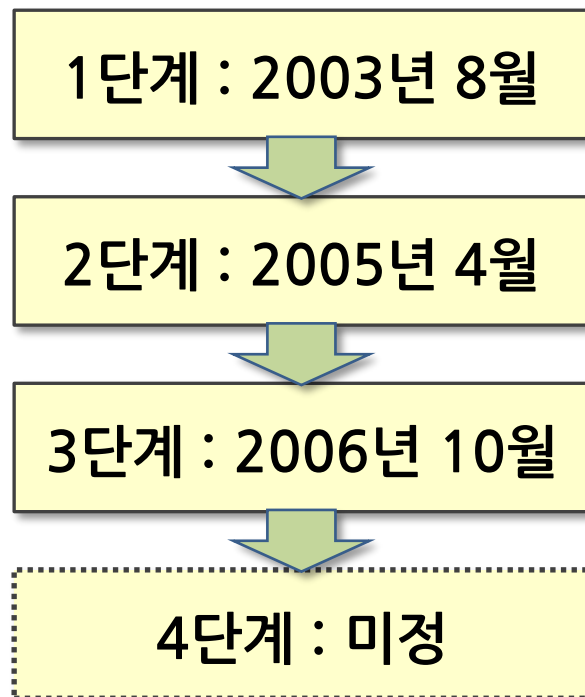 1단계 : 2003년 8월
2단계 : 2005년 4월
3단계 : 2006년 10월
4단계 : 미정